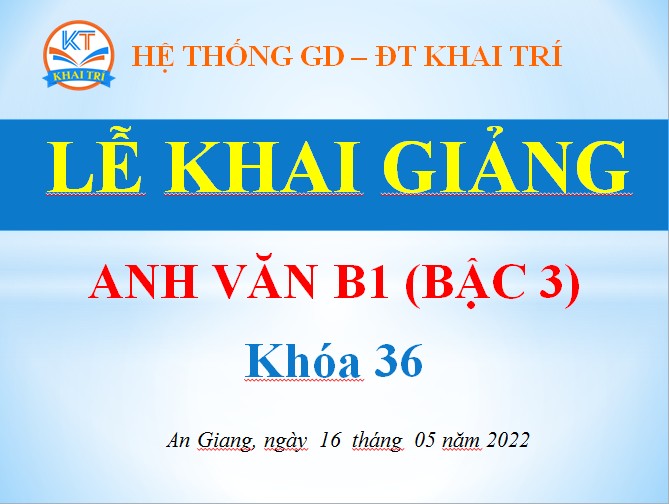 KT
KHAI TRÍ
HỆ THỐNG GD – ĐT KHAI TRÍ
LỄ KHAI GIẢNG
ANH VĂN B1 (BẬC 3)
Khóa 36
An Giang, ngày 16 tháng 05 năm 2022